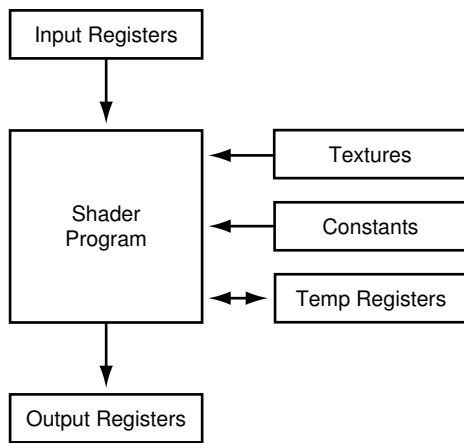 Input Registers
Shader
Program
Textures
Constants
Temp Registers
Output Registers